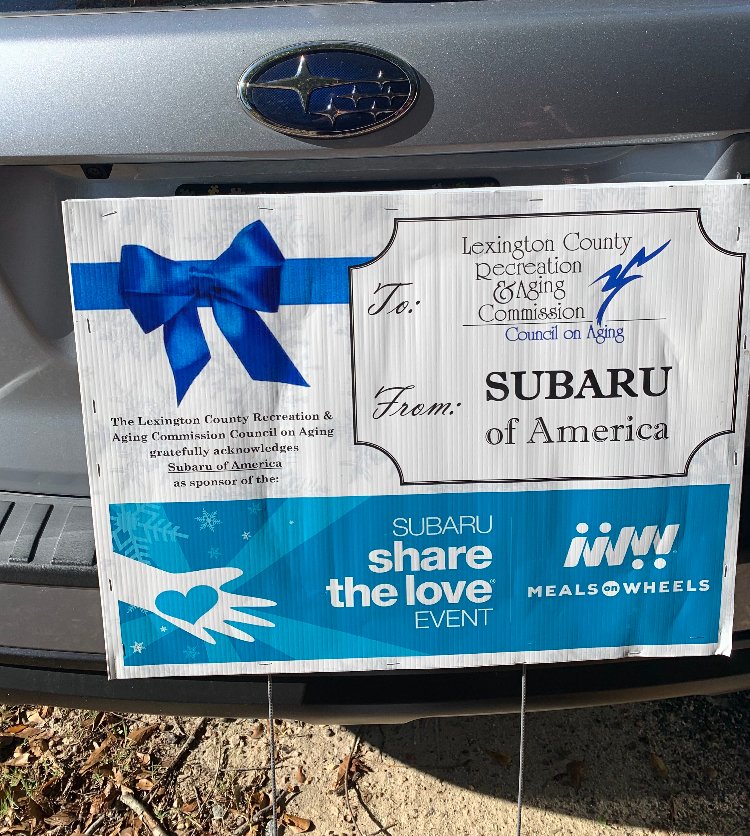 To:
Lexington County
Recreation
& Aging
Commission
Council on Aging
From:
SUBARU
of America
The Lexington County Recreation &
Aging Commission Council on Aging
gratefully acknowledges
Subaru of America
as sponsor of the:
SUBARU
share
the love®
EVENT
MEALS on WHEELS